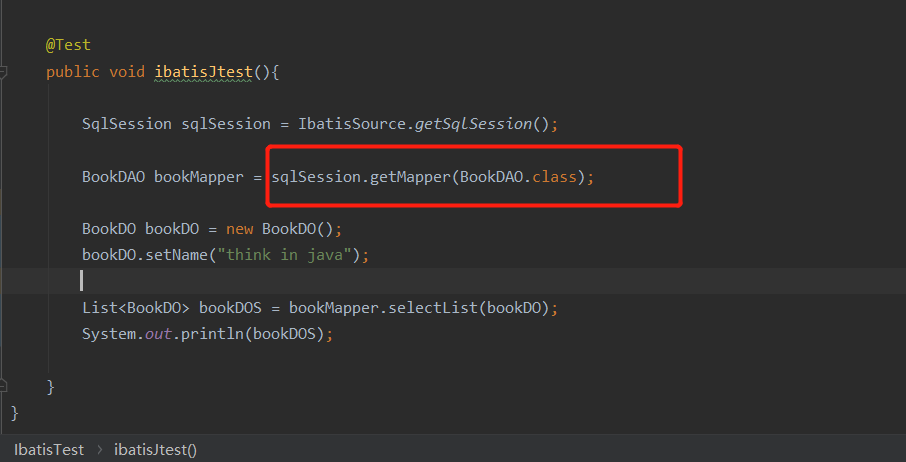 @Test
public void ibatisJtest(){
SqlSession sqlSession = IbatisSource.getSqlSession();
BookDAO bookMapper = sqlSession.getMapper(BookDAO.class);
BookDO bookDO = new BookDO();
bookDO.setName("think in java");
List<BookDO> bookDOS = bookMapper.selectList(bookDO);
System.out.println(bookDOS);
}
}
IbatisTest > ibatisJtest()